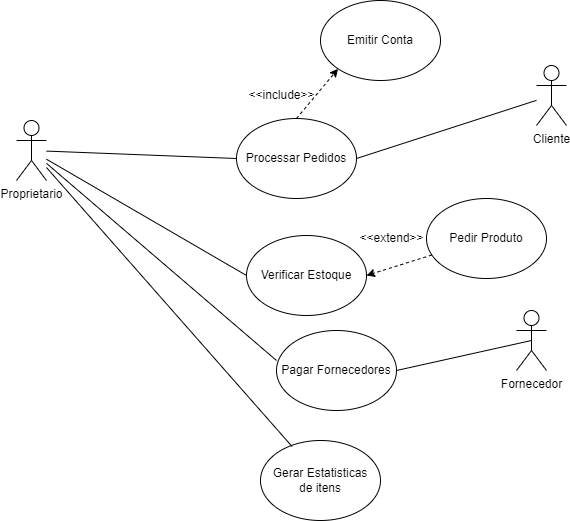 Emitir Conta
<<include>>
Cliente
Processar Pedidos
Proprietario
<<extend>>
Pedir Produto
Verificar Estoque
Pagar Fornecedores
Fornecedor
Gerar Estatisticas
de itens